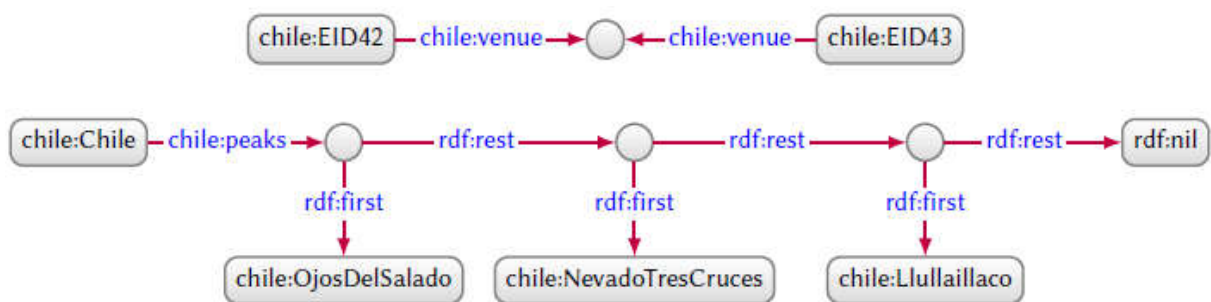 chile:EID42 chile:venue chile:venue chile:EID43
chile:Chile chile:peaks rdf:rest rdf:rest rdf:rest rdf:nil
rdf:first rdf:first rdf:first
chile:OjosDelSalado chile:NevadoTresCruces chile:Llullaillaco